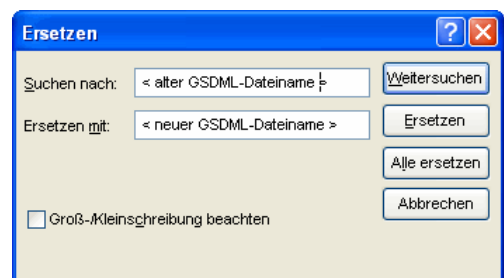 Ersetzen
Suchen nach: < alter GSDML-Dateiname >
Weitersuchen
Ersetzen mit: < neuer GSDML-Dateiname >
Ersetzen
Alle ersetzen
Abbrechen
Groß-/Kleinschreibung beachten